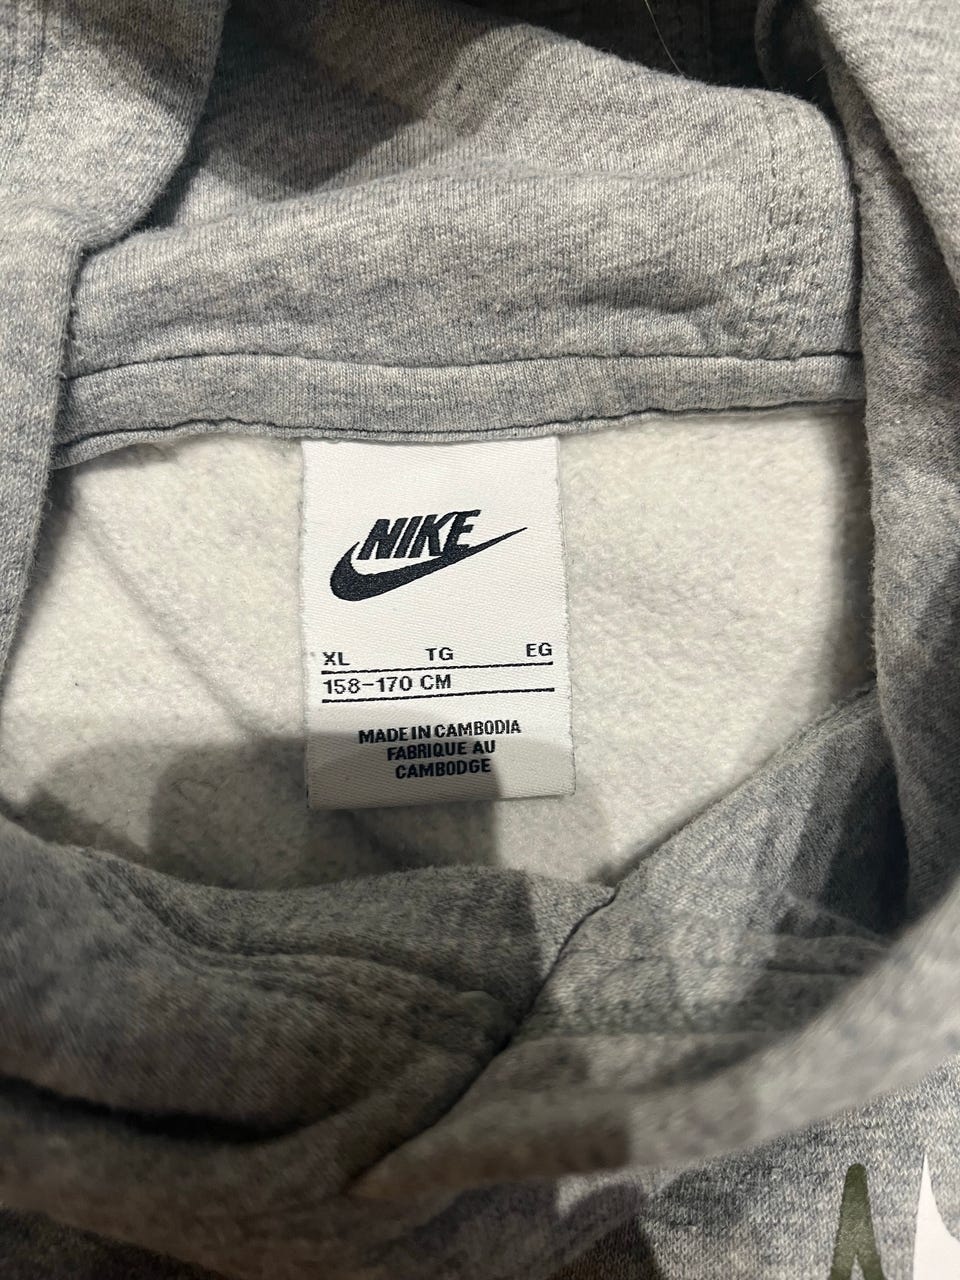 NIKE
XL TG EG
158-170 CM
MADE IN CAMBODIA
FABRIQUE AU
CAMBODGE